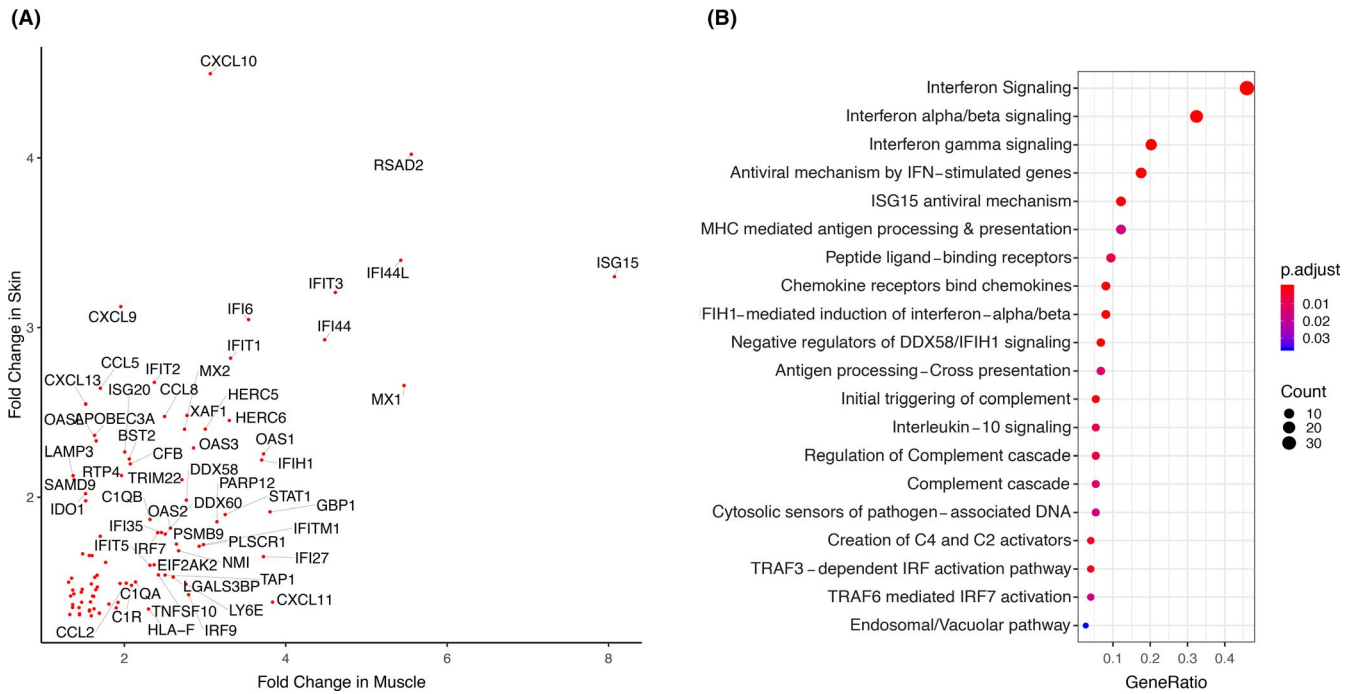 (A)
(B)
CXCL10
RSAD2
ISG15
IFI44L
IFIT3
CXCL9
IFI6
IFI44
IFIT1
CCL5
IFIT2
MX2
CXCL13
ISG20
CCL8
HERC5
MX1
OASL
APOBEC3A
XAF1
HERC6
BST2
OAS3
OAS1
LAMP3
CFB
IFIH1
RTP4
TRIM22
DDX58
SAMD9
PARP12
IDO1
C1QB
OAS2
DDX60
STAT1
GBP1
IFI35
PSMB9
IFITM1
IFIT5
IRF7
PLSCR1
EIF2AK2
NMI
IFI27
C1QA
LGALS3BP
TAP1
CXCL11
C1R
TNFSF10
LY6E
CCL2
HLA−F
IRF9
4
3
2
Fold Change in Skin
2
4
6
8
Fold Change in Muscle
Interferon Signaling
Interferon alpha/beta signaling
Interferon gamma signaling
Antiviral mechanism by IFN−stimulated genes
ISG15 antiviral mechanism
MHC mediated antigen processing & presentation
Peptide ligand−binding receptors
Chemokine receptors bind chemokines
FIH1−mediated induction of interferon−alpha/beta
Negative regulators of DDX58/IFIH1 signaling
Antigen processing−Cross presentation
Initial triggering of complement
Interleukin−10 signaling
Regulation of Complement cascade
Complement cascade
Cytosolic sensors of pathogen−associated DNA
Creation of C4 and C2 activators
TRAF3−dependent IRF activation pathway
TRAF6 mediated IRF7 activation
Endosomal/Vacuolar pathway
0.1
0.2
0.3
0.4
GeneRatio
p.adjust
0.01
0.02
0.03
Count
10
20
30